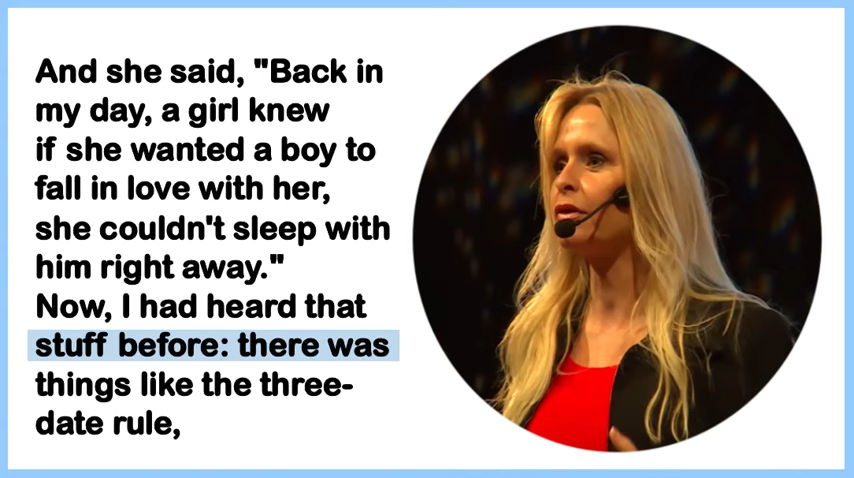 And she said, "Back in
my day, a girl knew
if she wanted a boy to
fall in love with her,
she couldn't sleep with
him right away."
Now, I had heard that
stuff before: there was
things like the three-
date rule,